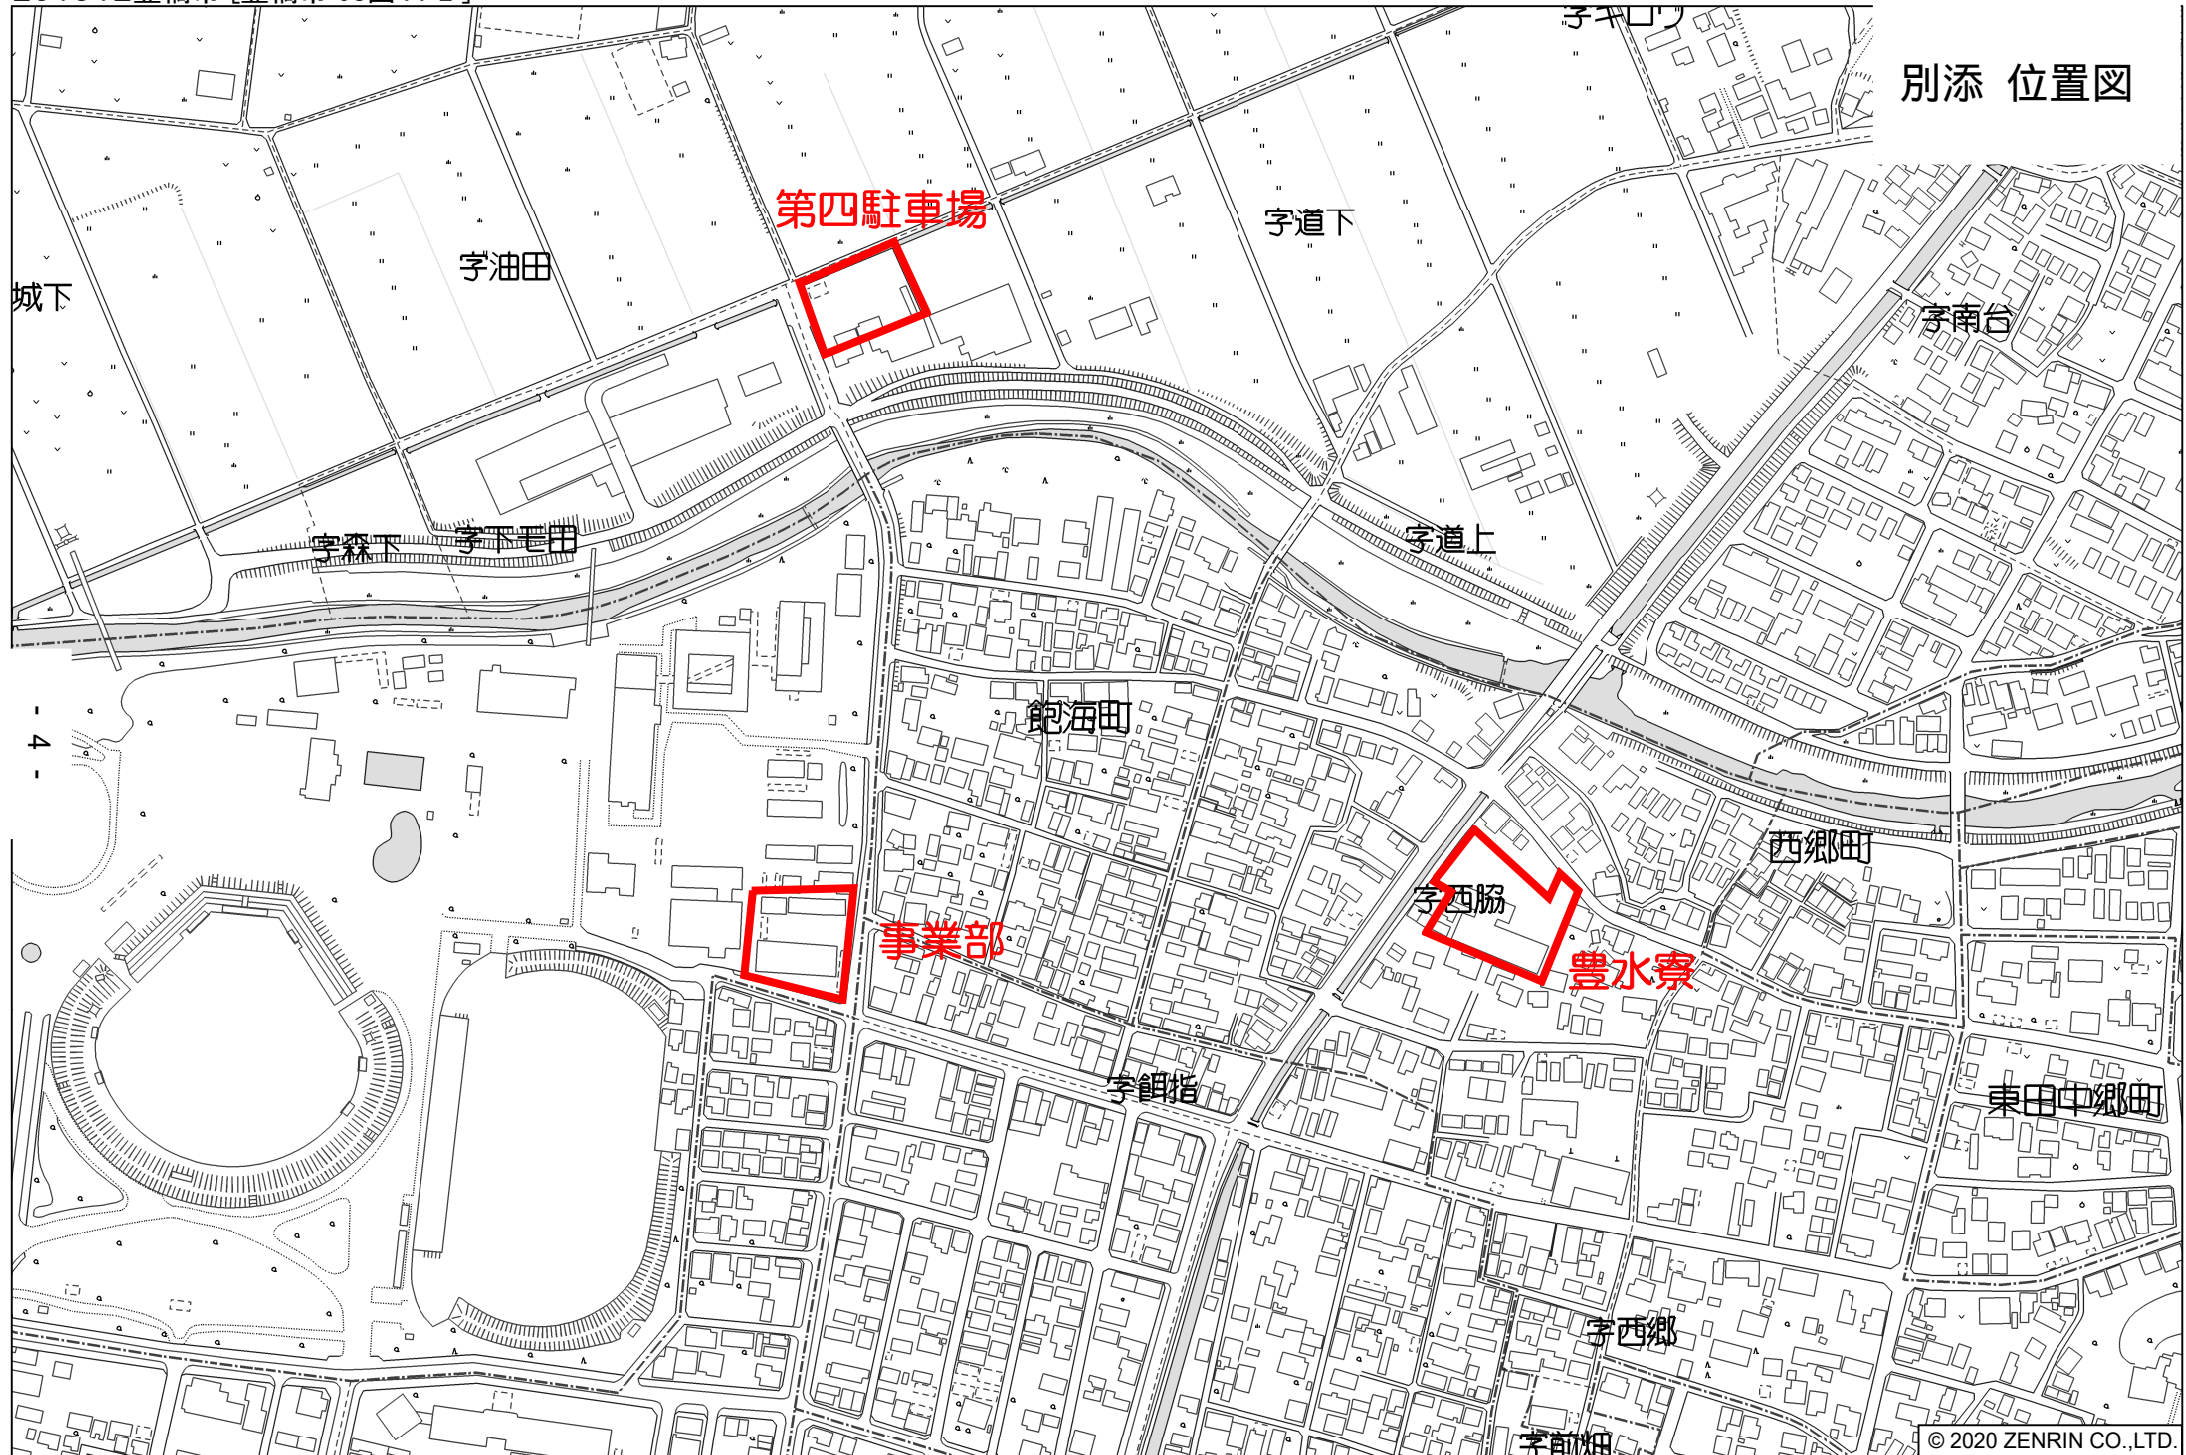 字キロウ
別添 位置図
第四駐車場
字道下
字油田
城下
字南台
字森下
字下モ田
字道上
飽海町
- 4 -
西郷町
字西脇
事業部
豊水寮
字餌指
東田中郷町
字西郷
字前畑
© 2020 ZENRIN CO.,LTD.